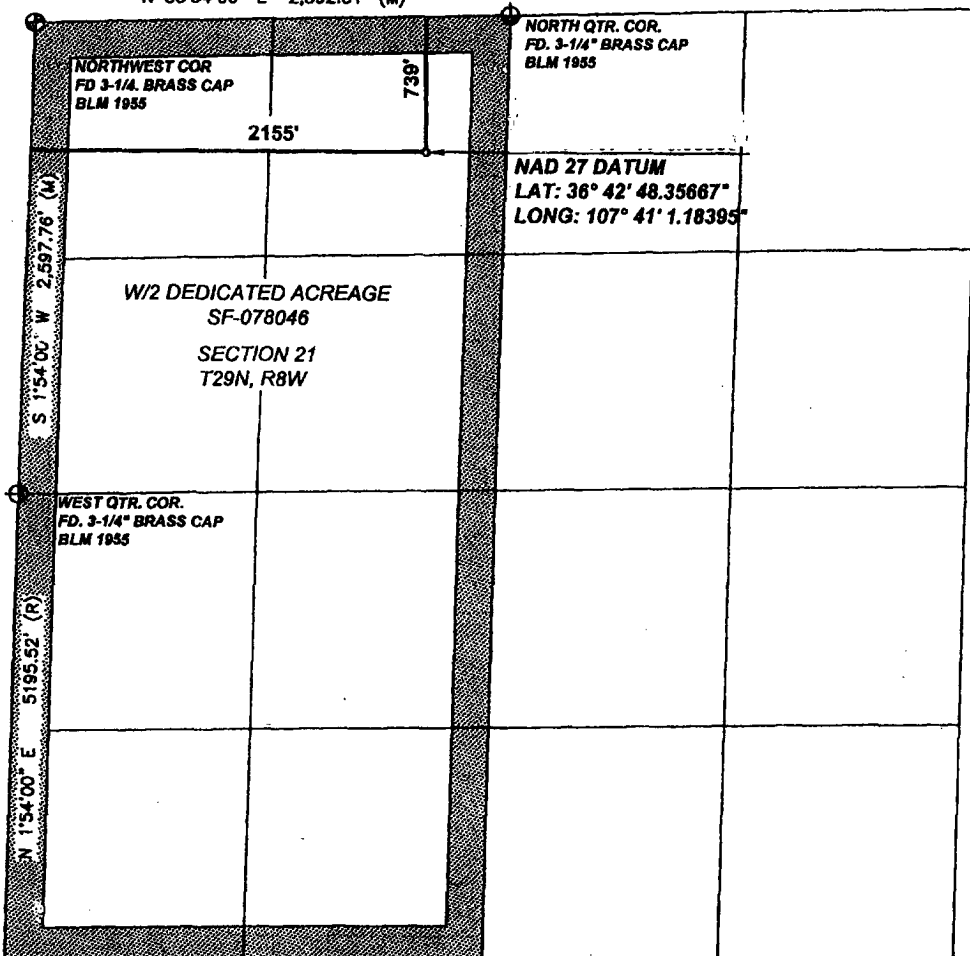 NORTH QTR. COR.
FD. 3-1/4" BRASS CAP
BLM 1955
NORTHWEST COR
FD 3-1/4. BRASS CAP
BLM 1955
739'
2155'
NAD 27 DATUM
LAT: 36° 42' 48.35667"
LONG: 107° 41' 1.18395"
S 1°54'00" W 2,597.76' (M)
W/2 DEDICATED ACREAGE
SF-078046
SECTION 21
T29N, R8W
WEST QTR. COR.
FD. 3-1/4" BRASS CAP
BLM 1955
N 1°54'00" E 5195.52' (R)